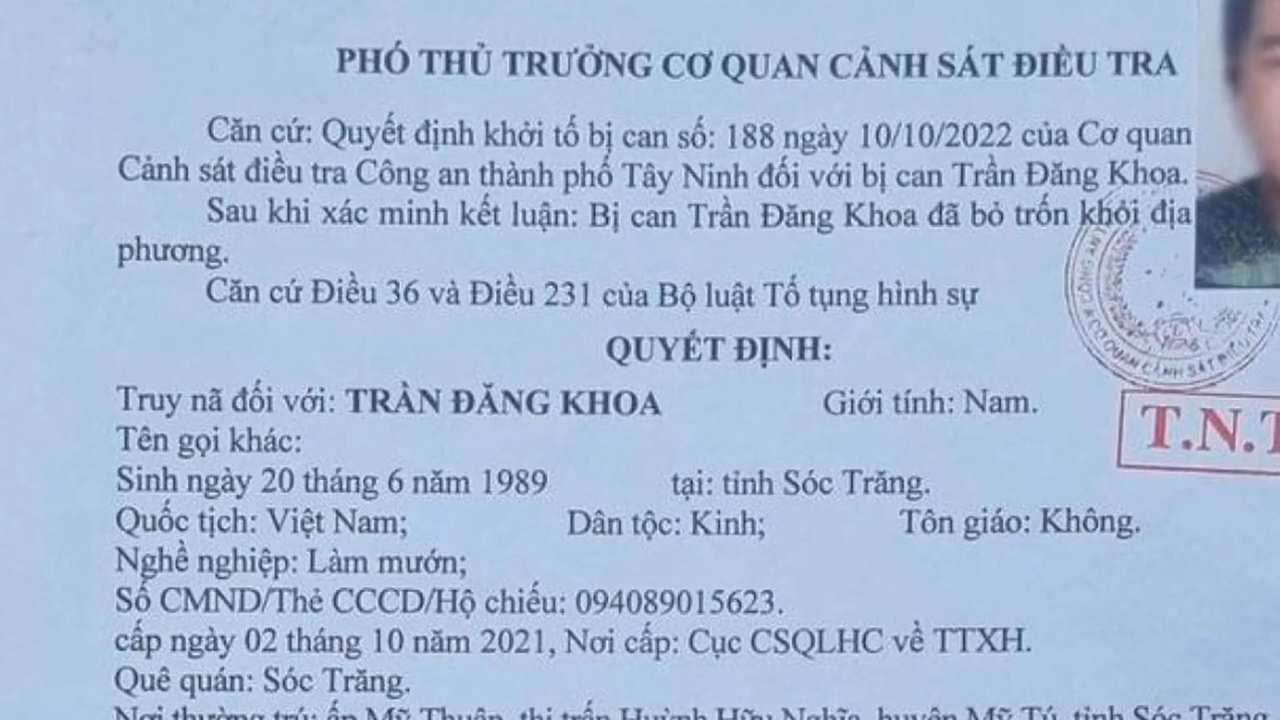 PHÓ THỦ TRƯỞNG CƠ QUAN CẢNH SÁT ĐIỀU TRA
Căn cứ: Quyết định khởi tố bị can số: 188 ngày 10/10/2022 của Cơ quan
Cảnh sát điều tra Công an thành phố Tây Ninh đối với bị can Trần Đăng Khoa.
Sau khi xác minh kết luận: Bị can Trần Đăng Khoa đã bỏ trốn khỏi địa
phương.
Căn cứ Điều 36 và Điều 231 của Bộ luật Tố tụng hình sự
QUYẾT ĐỊNH:
Truy nã đối với: TRẦN ĐĂNG KHOA Giới tính: Nam.
T.N.T
Tên gọi khác:
Sinh ngày 20 tháng 6 năm 1989 tại: tỉnh Sóc Trăng.
Quốc tịch: Việt Nam; Dân tộc: Kinh; Tôn giáo: Không.
Nghề nghiệp: Làm mướn;
Số CMND/Thẻ CCCD/Hộ chiếu: 094089015623.
cấp ngày 02 tháng 10 năm 2021, Nơi cấp: Cục CSQLHC về TTXH.
Quê quán: Sóc Trăng.
Nơi thường trú: ấp Mỹ Thuận, thị trấn Huỳnh Hữu Nghĩa, huyện Mỹ Tú, tỉnh Sóc Trăng